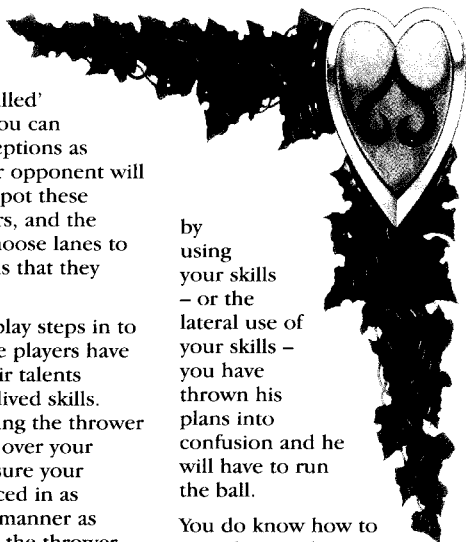 lled'
ou can
eptions as
r opponent will
pot these
rs, and the
hoose lanes to
s that they
play steps in to
e players have
ir talents
lived skills.
ing the thrower
over your
sure your
ced in as
manner as
the thrower
by
using
your skills
– or the
lateral use of
your skills –
you have
thrown his
plans into
confusion and he
will have to run
the ball.
You do know how to